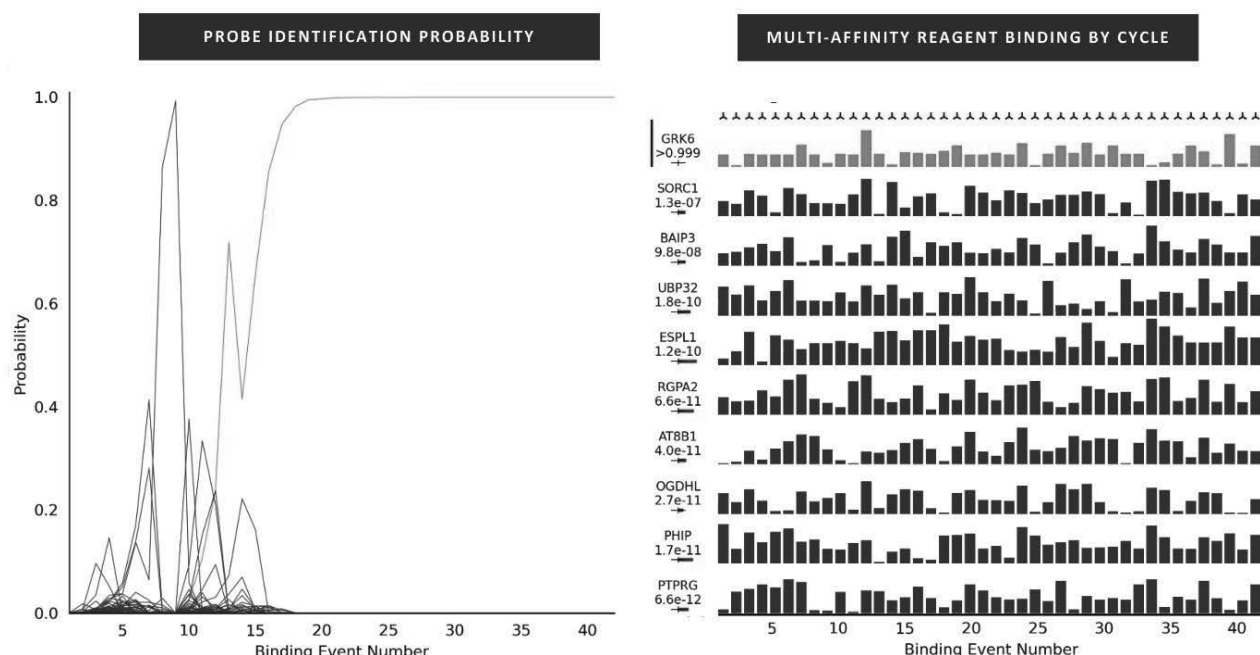 PROBE IDENTIFICATION PROBABILITY
1.0
0.8
0.6
0.4
0.2
0.0
Probability
5 10 15 20 25 30 35 40
Binding Event Number
MULTI-AFFINITY REAGENT BINDING BY CYCLE
GRK6
>0.999
SORC1
1.3e-07
BAIP3
9.8e-08
UBP32
1.8e-10
ESPL1
1.2e-10
RGPA2
6.6e-11
AT8B1
4.0e-11
OGDHL
2.7e-11
PHIP
1.7e-11
PTPRG
6.6e-12
5 10 15 20 25 30 35 40
Binding Event Number